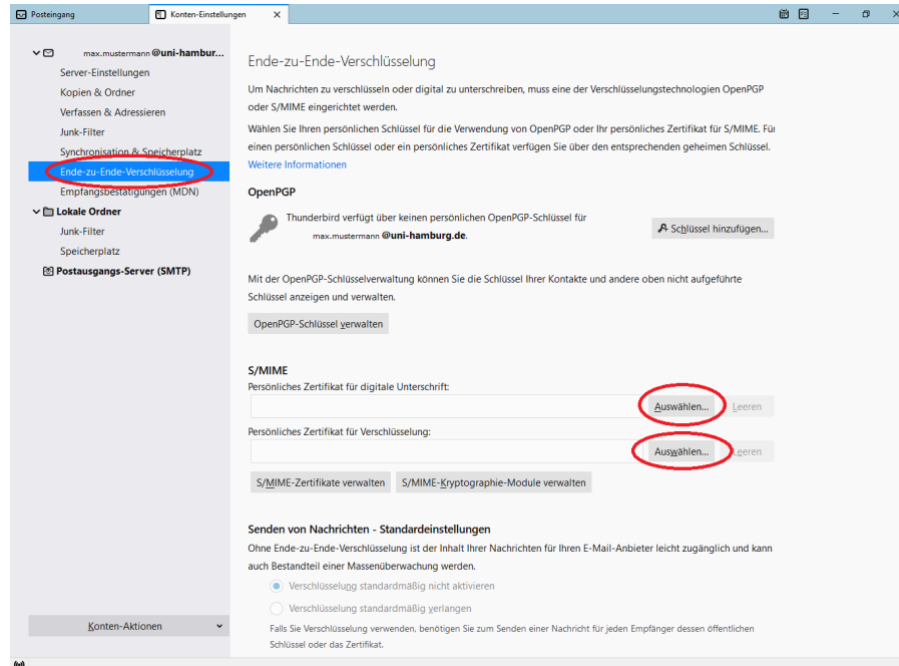 Posteingang
Konten-Einstellungen
max.mustermann @uni-hambur...
Server-Einstellungen
Kopien & Ordner
Verfassen & Adressieren
Junk-Filter
Synchronisation & Speicherplatz
Ende-zu-Ende-Verschlüsselung
Empfangsbestätigungen (MDN)
Lokale Ordner
Junk-Filter
Speicherplatz
Postausgangs-Server (SMTP)
Konten-Aktionen
Ende-zu-Ende-Verschlüsselung
Um Nachrichten zu verschlüsseln oder digital zu unterschreiben, muss eine der Verschlüsselungstechnologien OpenPGP
oder S/MIME eingerichtet werden.
Wählen Sie Ihren persönlichen Schlüssel für die Verwendung von OpenPGP oder Ihr persönliches Zertifikat für S/MIME. Für
einen persönlichen Schlüssel oder ein persönliches Zertifikat verfügen Sie über den entsprechenden geheimen Schlüssel.
Weitere Informationen
OpenPGP
Thunderbird verfügt über keinen persönlichen OpenPGP-Schlüssel für
max.mustermann @uni-hamburg.de.
Schlüssel hinzufügen...
Mit der OpenPGP-Schlüsselverwaltung können Sie die Schlüssel Ihrer Kontakte und andere oben nicht aufgeführte
Schlüssel anzeigen und verwalten.
OpenPGP-Schlüssel verwalten
S/MIME
Persönliches Zertifikat für digitale Unterschrift:
Auswählen... Leeren
Persönliches Zertifikat für Verschlüsselung:
Auswählen... Leeren
S/MIME-Zertifikate verwalten S/MIME-Kryptographie-Module verwalten
Senden von Nachrichten - Standardeinstellungen
Ohne Ende-zu-Ende-Verschlüsselung ist der Inhalt Ihrer Nachrichten für Ihren E-Mail-Anbieter leicht zugänglich und kann
auch Bestandteil einer Massenüberwachung werden.
Verschlüsselung standardmäßig nicht aktivieren
Verschlüsselung standardmäßig verlangen
Falls Sie Verschlüsselung verwenden, benötigen Sie zum Senden einer Nachricht für jeden Empfänger dessen öffentlichen
Schlüssel oder das Zertifikat.